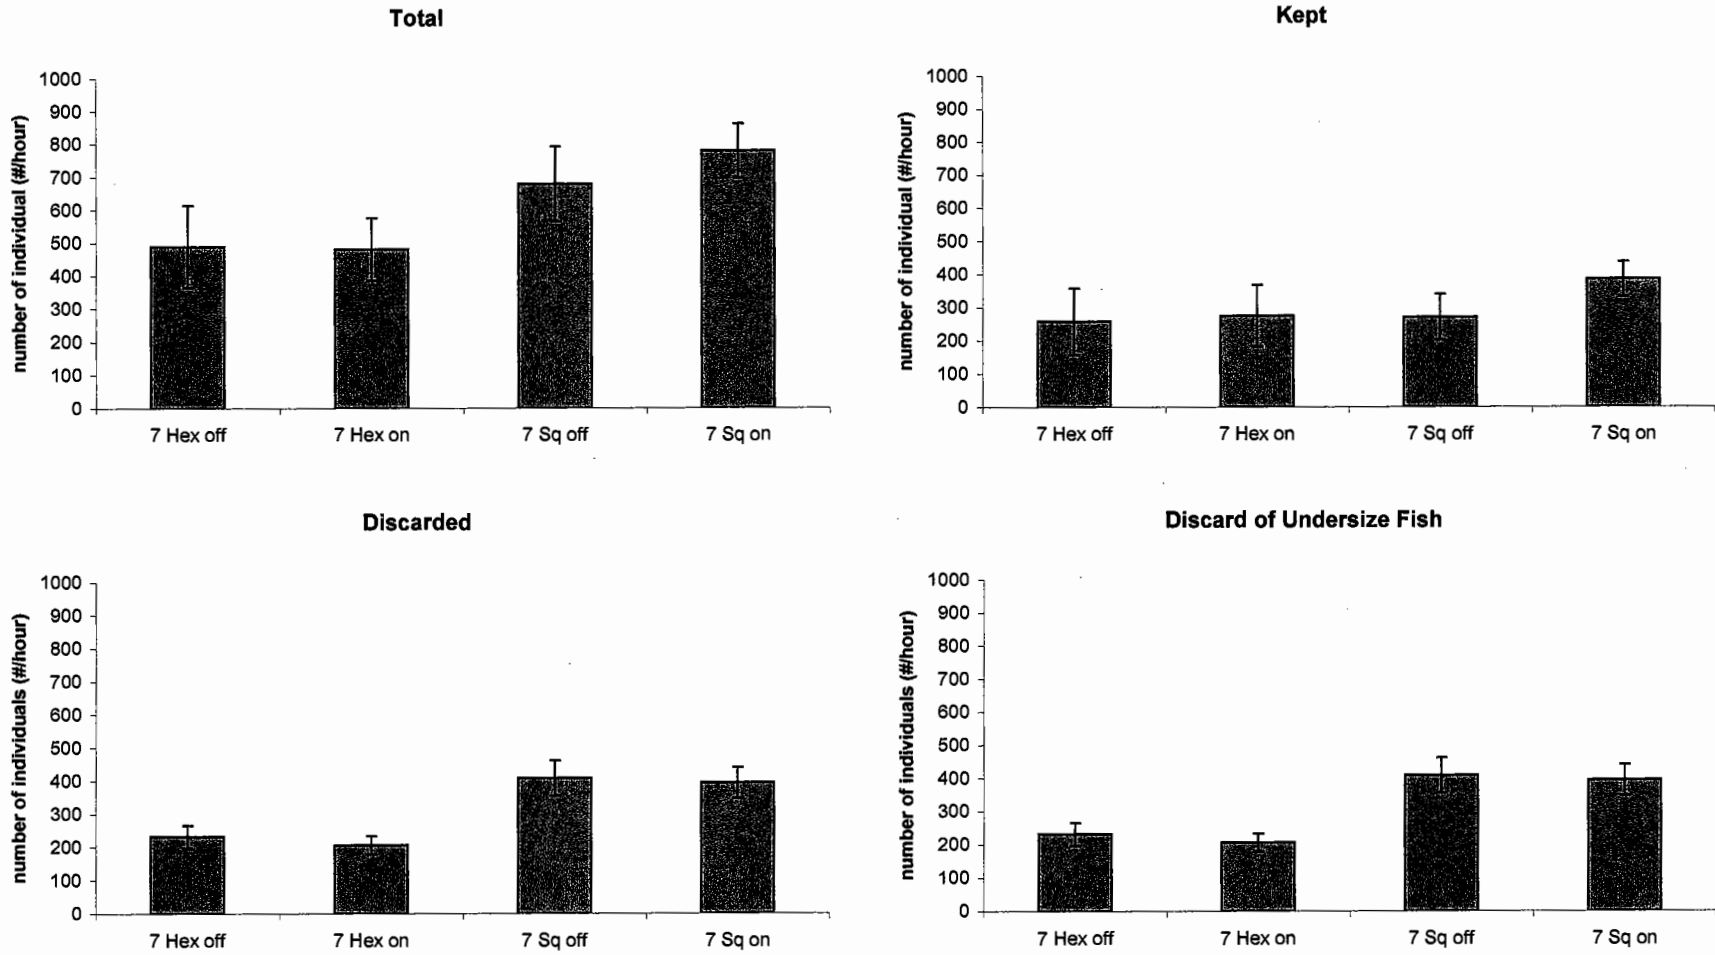 Total
number of individual (#/hour)
1000
900
800
700
600
500
400
300
200
100
0
7 Hex off
7 Hex on
7 Sq off
7 Sq on
Kept
number of individual (#/hour)
1000
900
800
700
600
500
400
300
200
100
0
7 Hex off
7 Hex on
7 Sq off
7 Sq on
Discarded
number of individuals (#/hour)
1000
900
800
700
600
500
400
300
200
100
0
7 Hex off
7 Hex on
7 Sq off
7 Sq on
Discard of Undersize Fish
number of individuals (#/hour)
1000
900
800
700
600
500
400
300
200
100
0
7 Hex off
7 Hex on
7 Sq off
7 Sq on